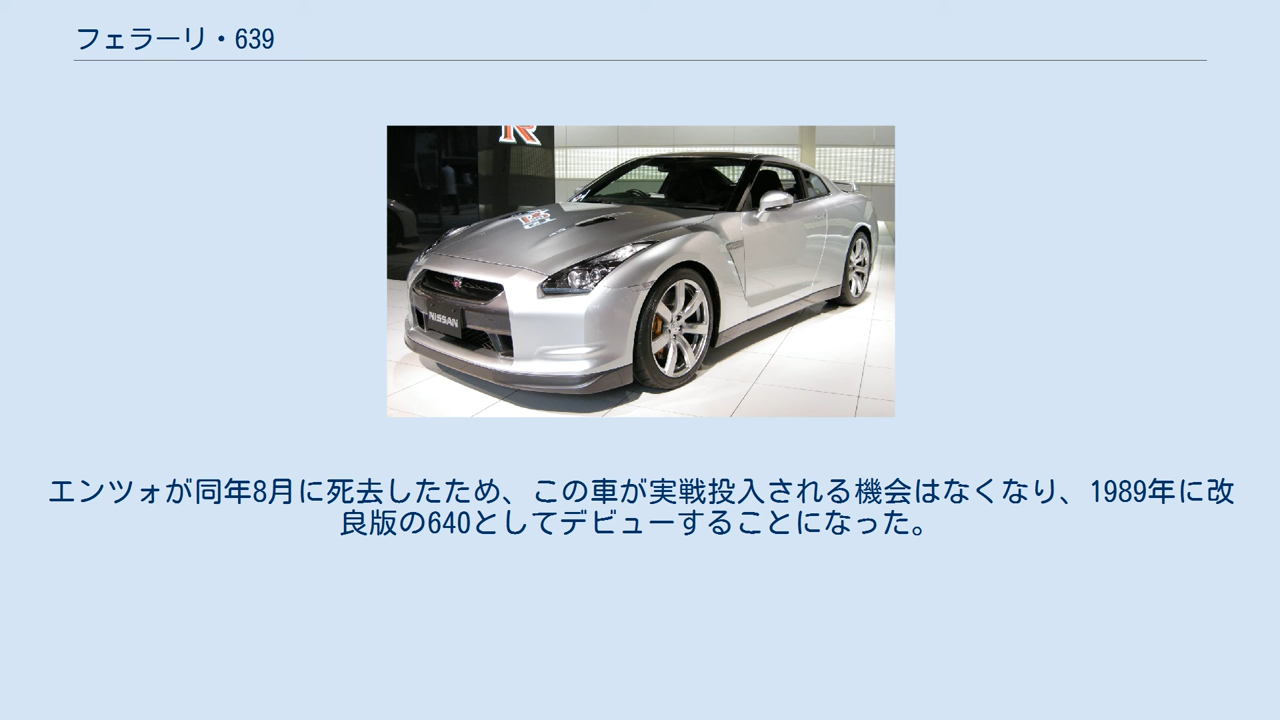 フェラーリ・639
R
NISSAN
エンツォが同年8月に死去したため、この車が実戦投入される機会はなくなり、1989年に改
良版の640としてデビューすることになった。